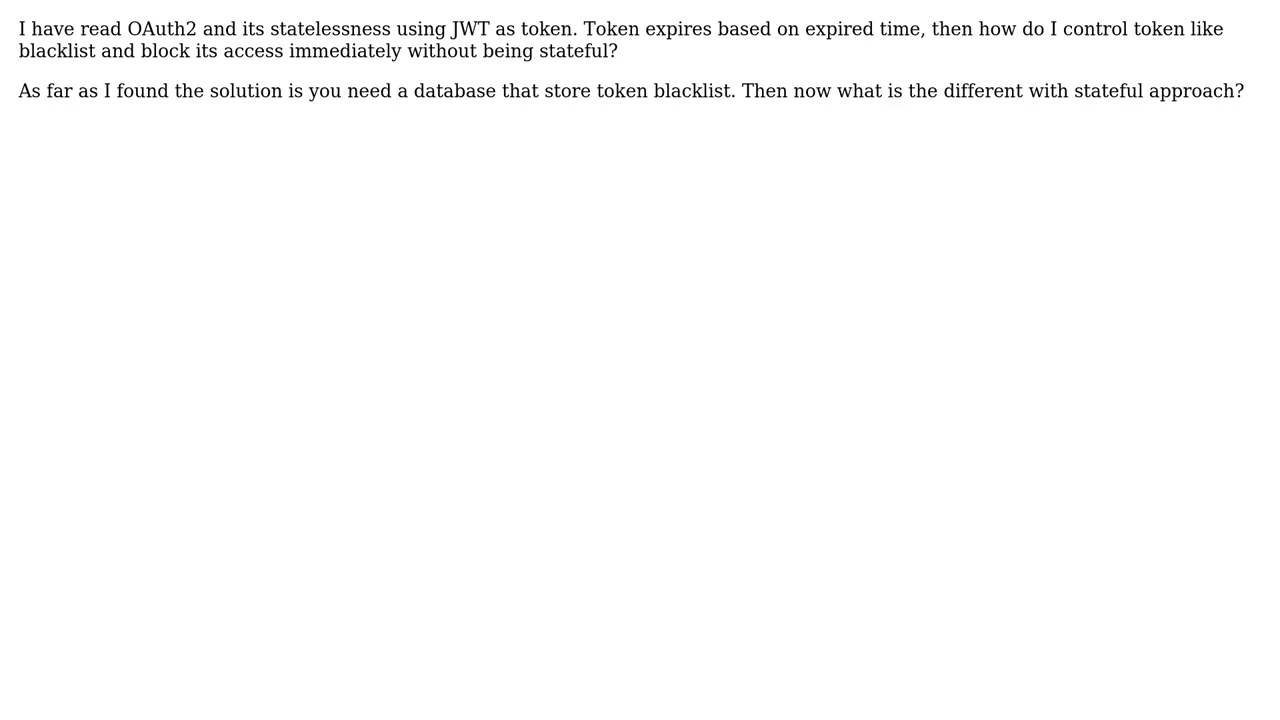 I have read OAuth2 and its statelessness using JWT as token. Token expires based on expired time, then how do I control token like
blacklist and block its access immediately without being stateful?
As far as I found the solution is you need a database that store token blacklist. Then now what is the different with stateful approach?